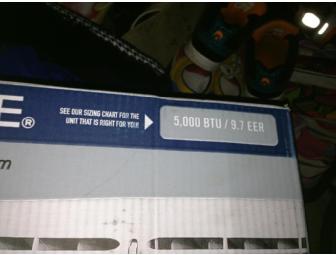 E®
SEE OUR SIZING CHART FOR THE
UNIT THAT IS RIGHT FOR YOU!
5,000 BTU / 9.7 EER
m